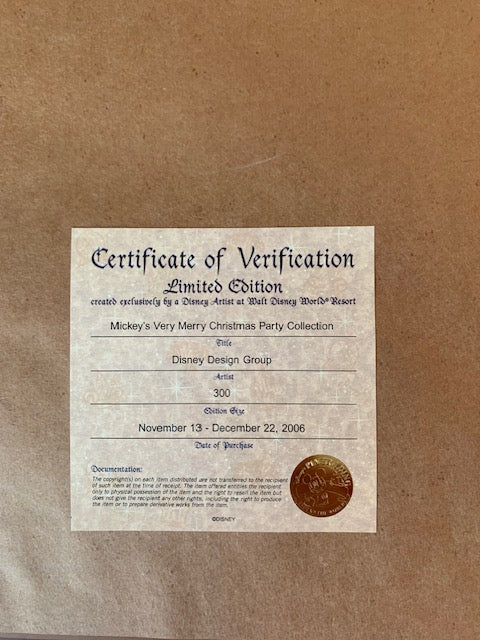 Certificate of Verification
Limited Edition
created exclusively by a Disney Artist at Walt Disney World® Resort
Mickey's Very Merry Christmas Party Collection
Title
Disney Design Group
Artist
300
Edition Size
November 13 - December 22, 2006
Date of Purchase
Documentation:
The copyright(s) on each item distributed are not transferred to the recipient
of such item at the time of receipt. The item offered entitles the recipient
only to physical possession of the item and the right to resell the item but
does not give the recipient any other rights, including the right to produce
the item or to prepare derivative works from the item.
©DISNEY